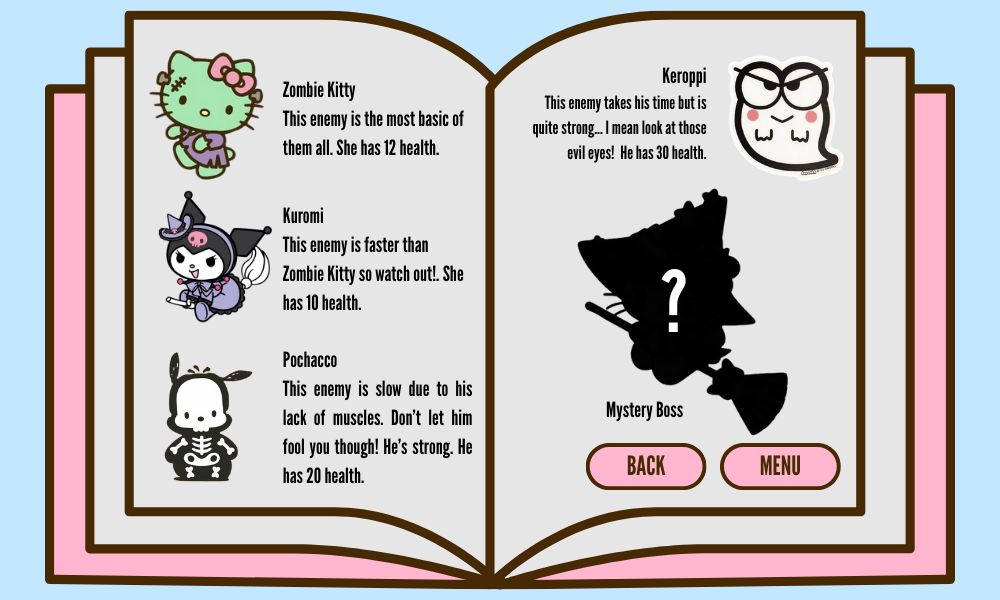 Zombie Kitty
This enemy is the most basic of
them all. She has 12 health.
Kuromi
This enemy is faster than
Zombie Kitty so watch out!. She
has 10 health.
Pochacco
This enemy is slow due to his
lack of muscles. Don't let him
fool you though! He's strong. He
has 20 health.
Keroppi
This enemy takes his time but is
quite strong... I mean look at those
evil eyes! He has 30 health.
?
Mystery Boss
BACK
MENU